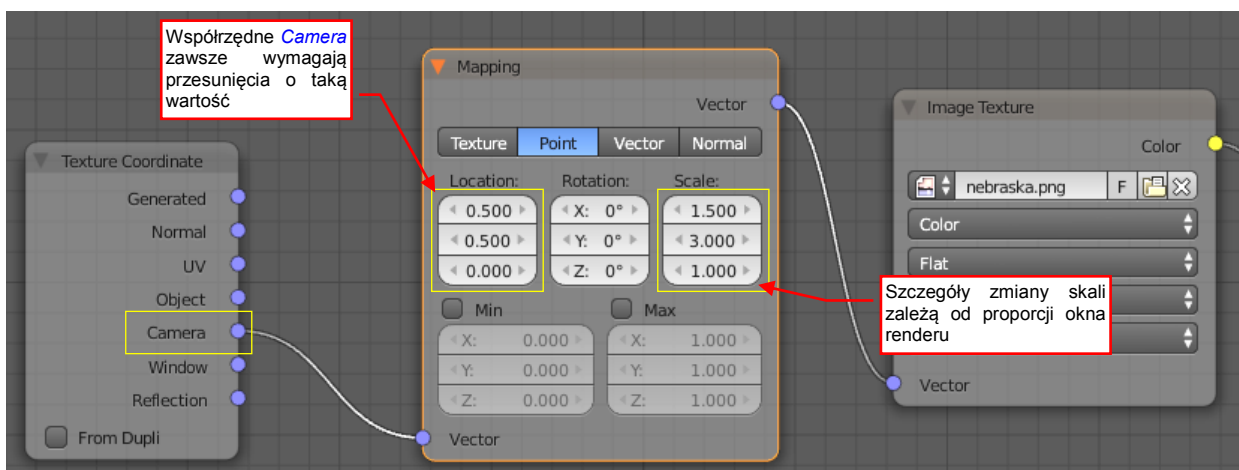 Współrzędne Camera
zawsze wymagają
przesunięcia o taką
wartość
Texture Coordinate
Generated
Normal
UV
Object
Camera
Window
Reflection
From Dupli
Mapping
Vector
Texture Point Vector Normal
Location: Rotation: Scale:
0.500 X: 0° 1.500
0.500 Y: 0° 3.000
0.000 Z: 0° 1.000
Min Max
X: 0.000 X: 1.000
Y: 0.000 Y: 1.000
Z: 0.000 Z: 1.000
Vector
Image Texture
Color
nebraska.png F
Color
Flat
Szczegóły zmiany skali
zależą od proporcji okna
renderu
Vector